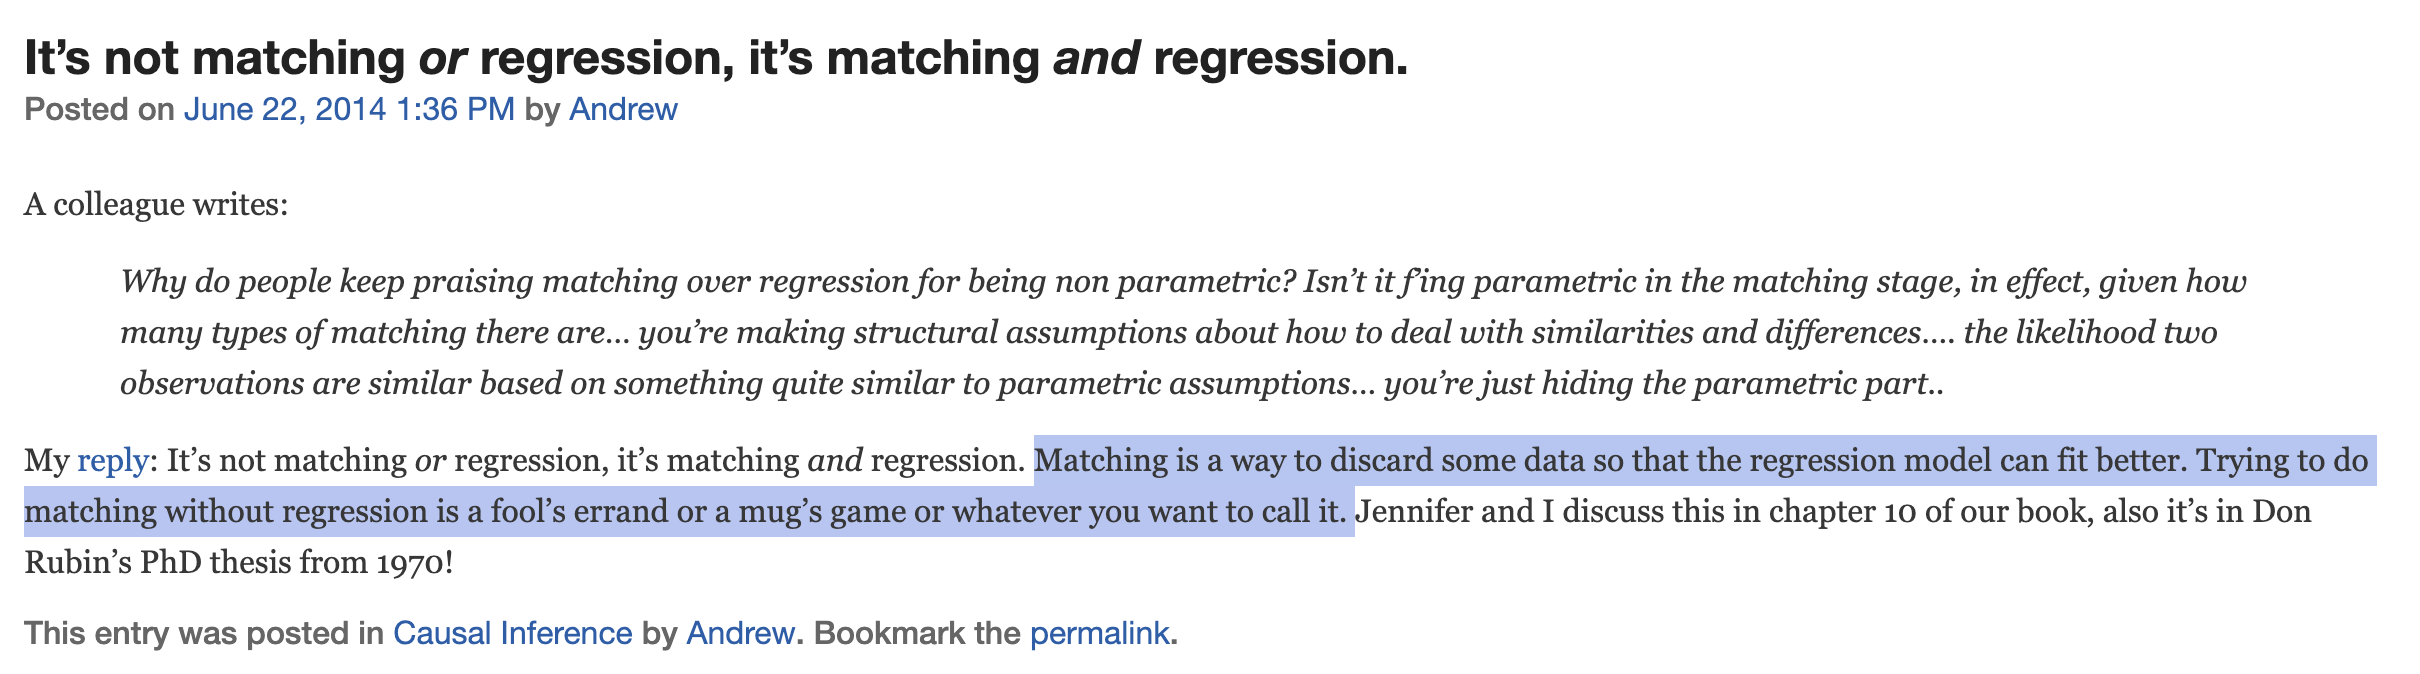 It’s not matching or regression, it’s matching and regression.
Posted on June 22, 2014 1:36 PM by Andrew
A colleague writes:
Why do people keep praising matching over regression for being non parametric? Isn’t it f’ing parametric in the matching stage, in effect, given how
many types of matching there are… you’re making structural assumptions about how to deal with similarities and differences…. the likelihood two
observations are similar based on something quite similar to parametric assumptions… you’re just hiding the parametric part..
My reply: It’s not matching or regression, it’s matching and regression. Matching is a way to discard some data so that the regression model can fit better. Trying to do
matching without regression is a fool’s errand or a mug’s game or whatever you want to call it. Jennifer and I discuss this in chapter 10 of our book, also it’s in Don
Rubin’s PhD thesis from 1970!
This entry was posted in Causal Inference by Andrew. Bookmark the permalink.